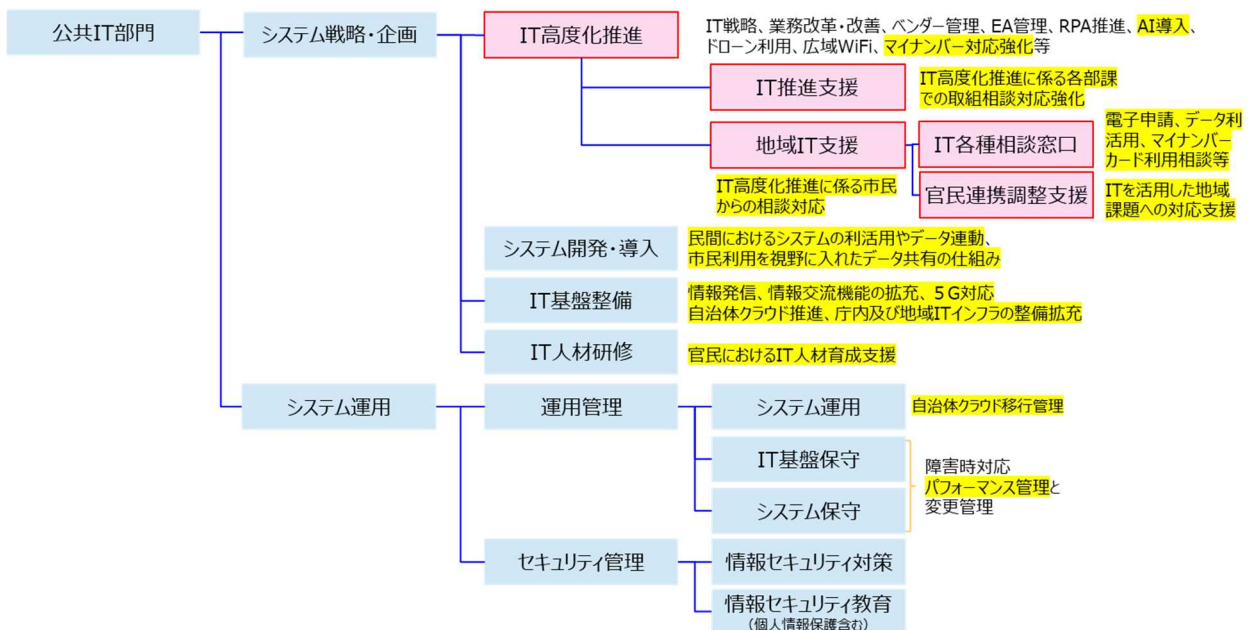 公共IT部門
システム戦略・企画
IT高度化推進
IT戦略、業務改革・改善、ベンダー管理、EA管理、RPA推進、AI導入、
ドローン利用、広域WiFi、マイナンバー対応強化等
IT推進支援
IT高度化推進に係る各部課
での取組相談対応強化
地域IT支援
IT高度化推進に係る市民
からの相談対応
IT各種相談窓口
電子申請、データ利
活用、マイナンバー
カード利用相談等
官民連携調整支援
ITを活用した地域
課題への対応支援
システム開発・導入
民間におけるシステムの利活用やデータ連動、
市民利用を視野に入れたデータ共有の仕組み
IT基盤整備
情報発信、情報交流機能の拡充、５G対応
自治体クラウド推進、庁内及び地域ITインフラの整備拡充
IT人材研修
官民におけるIT人材育成支援
システム運用
運用管理
システム運用
自治体クラウド移行管理
IT基盤保守
システム保守
障害時対応
パフォーマンス管理と
変更管理
セキュリティ管理
情報セキュリティ対策
情報セキュリティ教育
（個人情報保護含む）